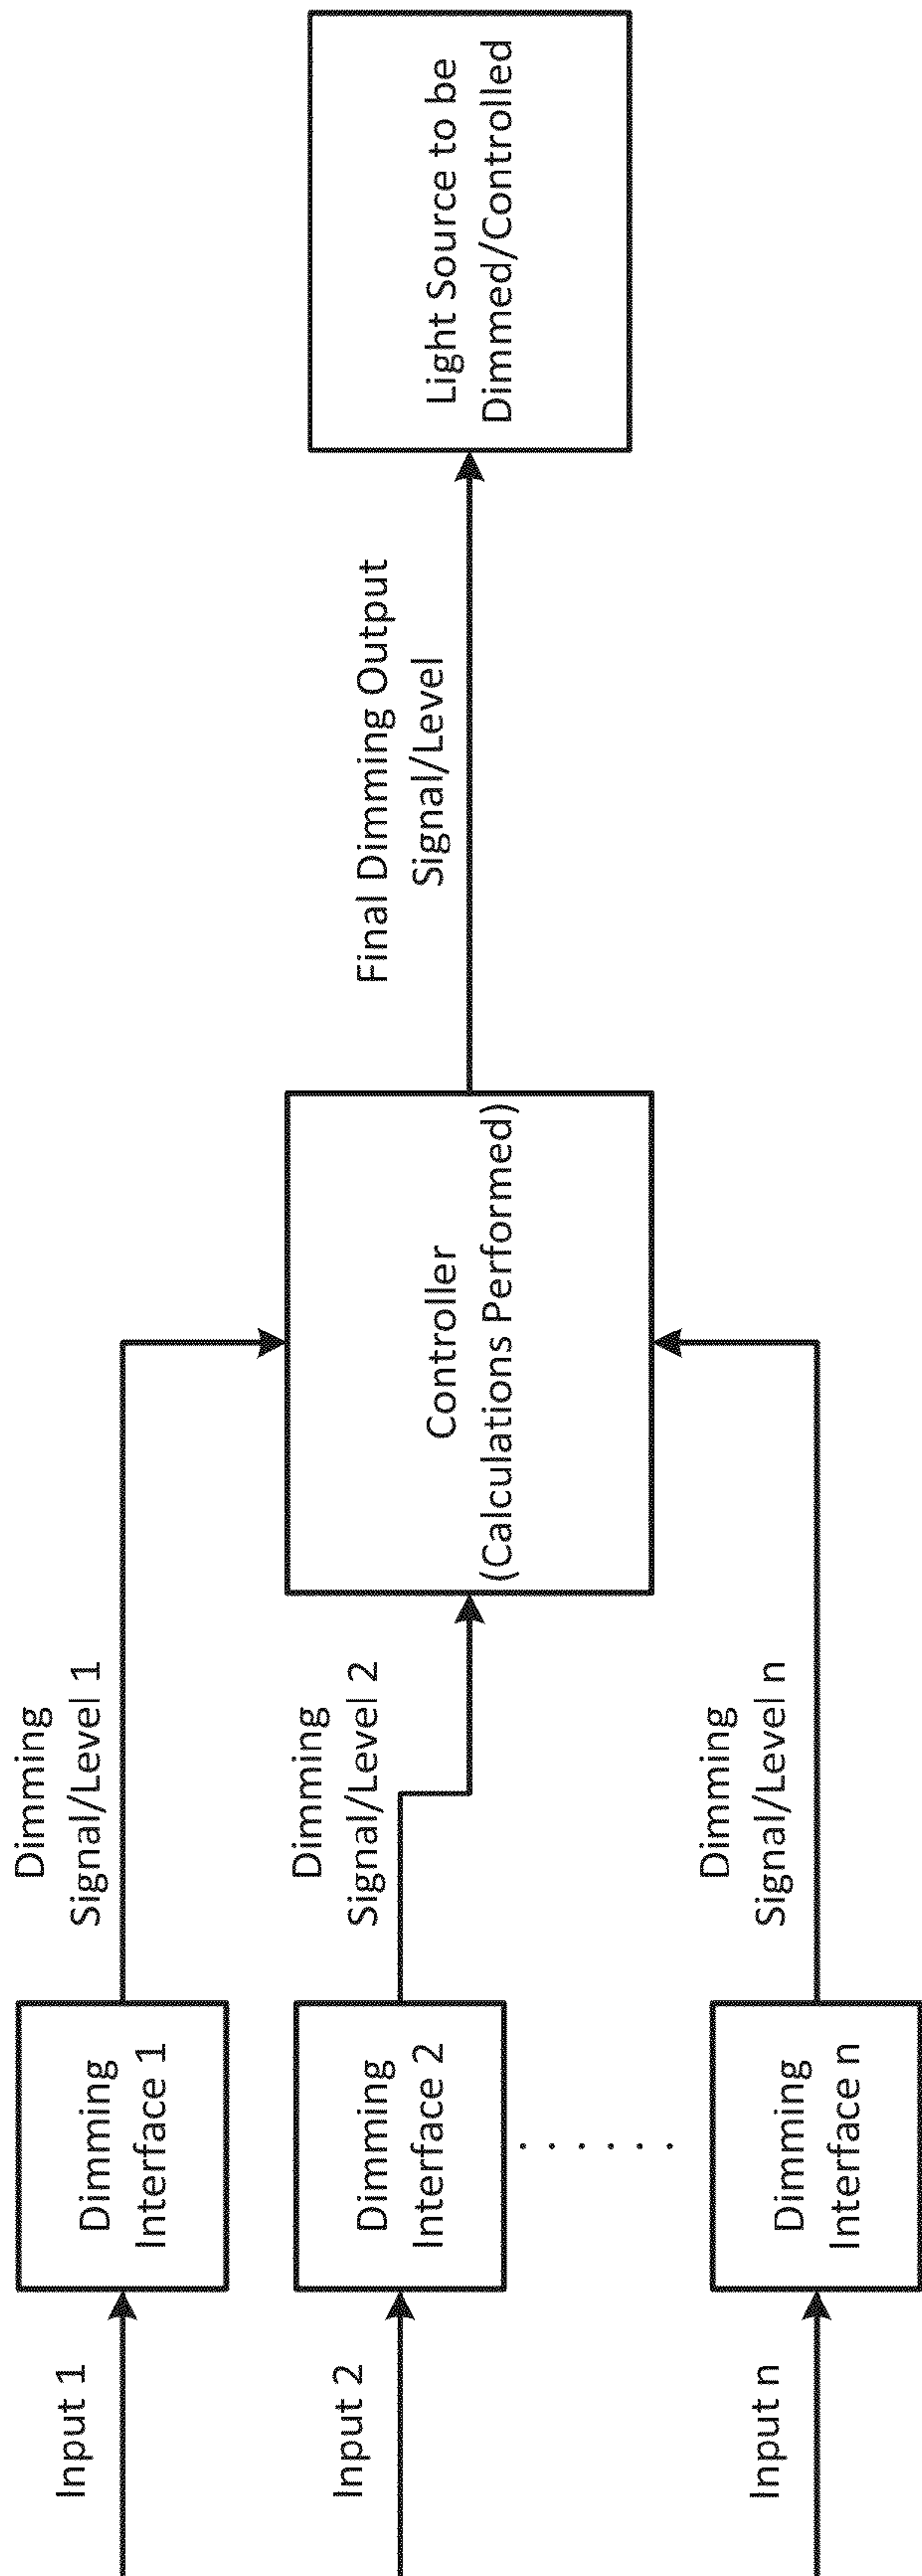 Input 1
Dimming
Interface 1
Dimming
Signal/Level 1
Input 2
Dimming
Interface 2
Dimming
Signal/Level 2
Input n
Dimming
Interface n
Dimming
Signal/Level n
Controller
(Calculations Performed)
Final Dimming Output
Signal/Level
Light Source to be
Dimmed/Controlled